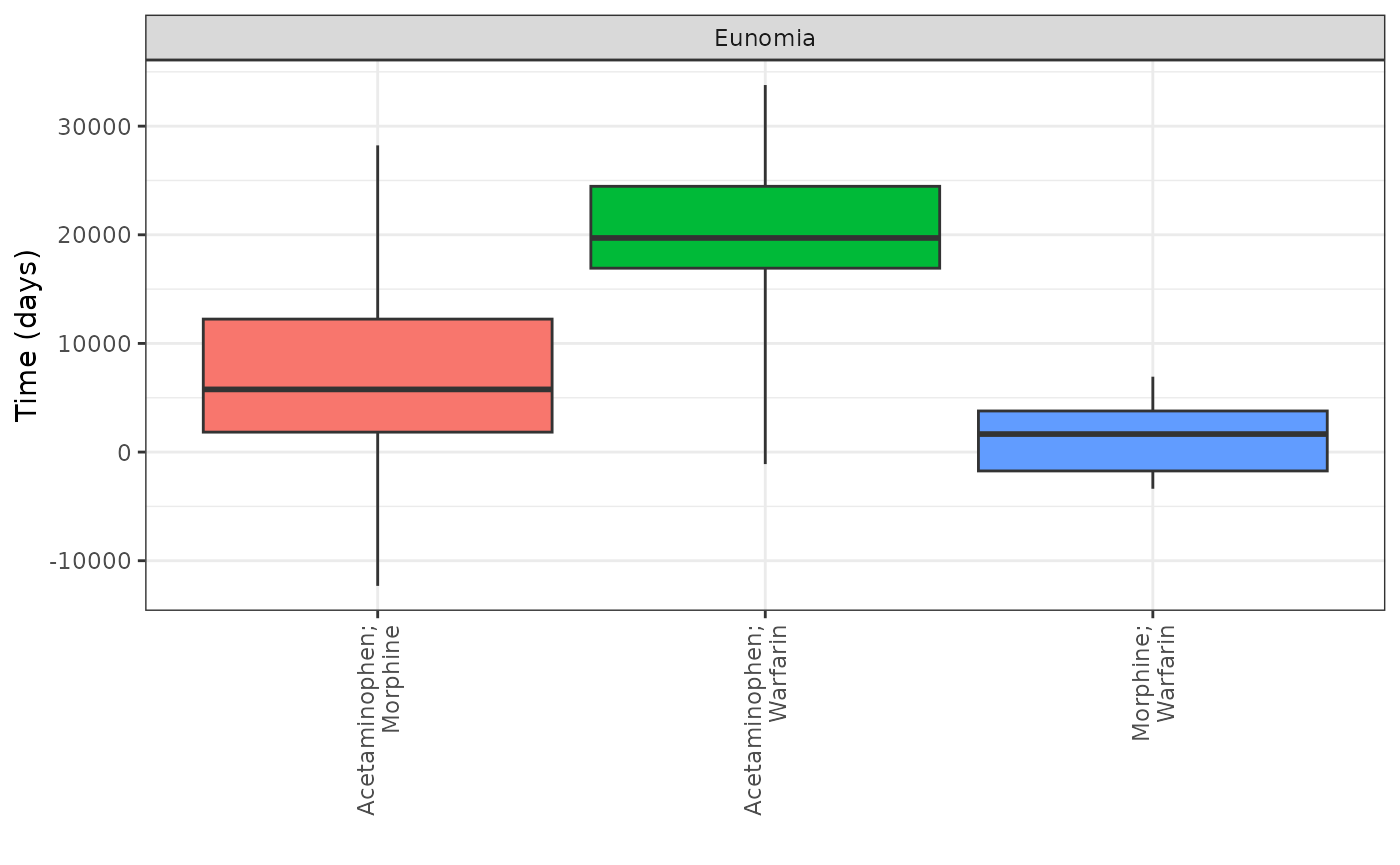 Eunomia
Time (days)
30000
20000
10000
0
-10000
Acetaminophen;
Morphine
Acetaminophen;
Warfarin
Morphine;
Warfarin